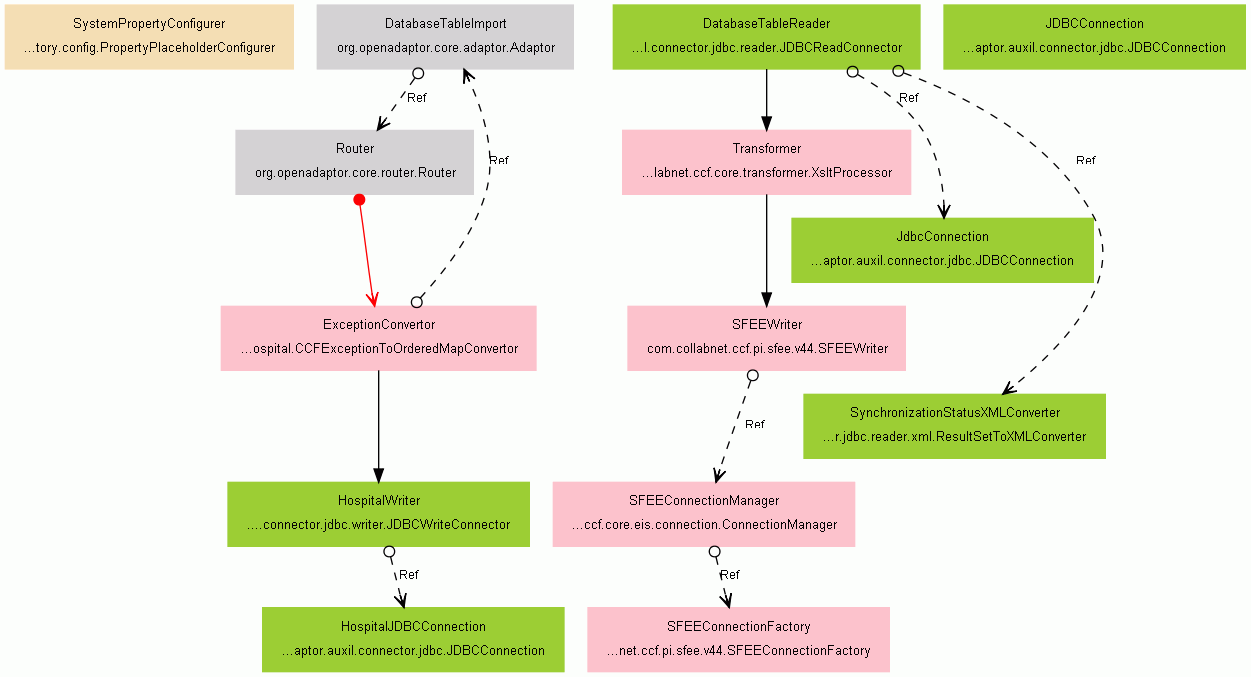 SystemPropertyConfigurer
...tory.config.PropertyPlaceholderConfigurer
DatabaseTableImport
org.openadaptor.core.adaptor.Adaptor
DatabaseTableReader
...l.connector.jdbc.reader.JDBCReadConnector
JDBCConnection
...aptor.auxil.connector.jdbc.JDBCConnection
Ref
Ref
Router
org.openadaptor.core.router.Router
Ref
Transformer
...labnet.ccf.core.transformer.XsltProcessor
Ref
JdbcConnection
...aptor.auxil.connector.jdbc.JDBCConnection
ExceptionConvertor
...ospital.CCFExceptionToOrderedMapConvertor
SFEEWriter
com.collabnet.ccf.pi.sfee.v44.SFEEWriter
SynchronizationStatusXMLConverter
...r.jdbc.reader.xml.ResultSetToXMLConverter
Ref
HospitalWriter
....connector.jdbc.writer.JDBCWriteConnector
SFEEConnectionManager
...ccf.core.eis.connection.ConnectionManager
Ref
Ref
HospitalJDBCConnection
...aptor.auxil.connector.jdbc.JDBCConnection
SFEEConnectionFactory
...net.ccf.pi.sfee.v44.SFEEConnectionFactory